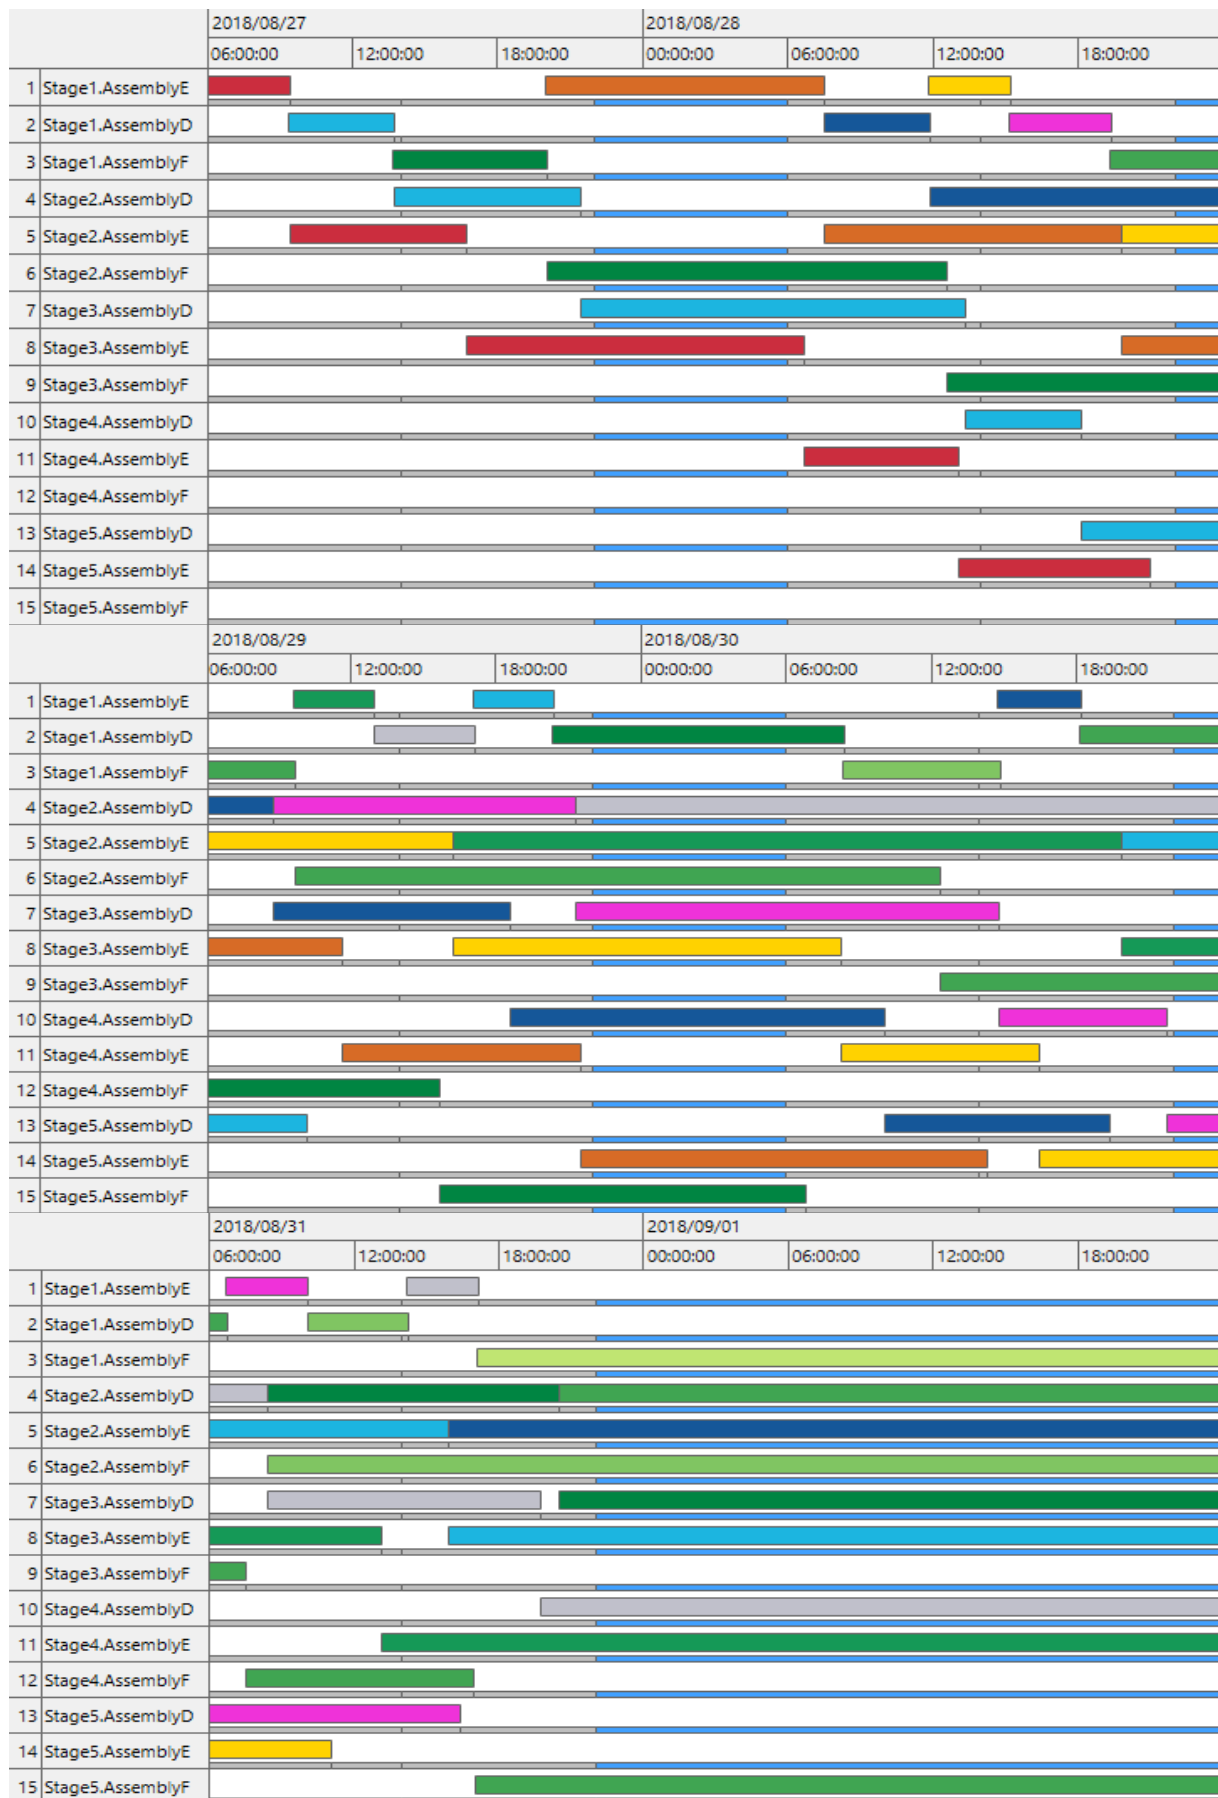 2018/08/27 2018/08/28
06:00:00 12:00:00 18:00:00 00:00:00 06:00:00 12:00:00 18:00:00
1 Stage1.AssemblyE
2 Stage1.AssemblyD
3 Stage1.AssemblyF
4 Stage2.AssemblyD
5 Stage2.AssemblyE
6 Stage2.AssemblyF
7 Stage3.AssemblyD
8 Stage3.AssemblyE
9 Stage3.AssemblyF
10 Stage4.AssemblyD
11 Stage4.AssemblyE
12 Stage4.AssemblyF
13 Stage5.AssemblyD
14 Stage5.AssemblyE
15 Stage5.AssemblyF
2018/08/29 2018/08/30
06:00:00 12:00:00 18:00:00 00:00:00 06:00:00 12:00:00 18:00:00
1 Stage1.AssemblyE
2 Stage1.AssemblyD
3 Stage1.AssemblyF
4 Stage2.AssemblyD
5 Stage2.AssemblyE
6 Stage2.AssemblyF
7 Stage3.AssemblyD
8 Stage3.AssemblyE
9 Stage3.AssemblyF
10 Stage4.AssemblyD
11 Stage4.AssemblyE
12 Stage4.AssemblyF
13 Stage5.AssemblyD
14 Stage5.AssemblyE
15 Stage5.AssemblyF
2018/08/31 2018/09/01
06:00:00 12:00:00 18:00:00 00:00:00 06:00:00 12:00:00 18:00:00
1 Stage1.AssemblyE
2 Stage1.AssemblyD
3 Stage1.AssemblyF
4 Stage2.AssemblyD
5 Stage2.AssemblyE
6 Stage2.AssemblyF
7 Stage3.AssemblyD
8 Stage3.AssemblyE
9 Stage3.AssemblyF
10 Stage4.AssemblyD
11 Stage4.AssemblyE
12 Stage4.AssemblyF
13 Stage5.AssemblyD
14 Stage5.AssemblyE
15 Stage5.AssemblyF